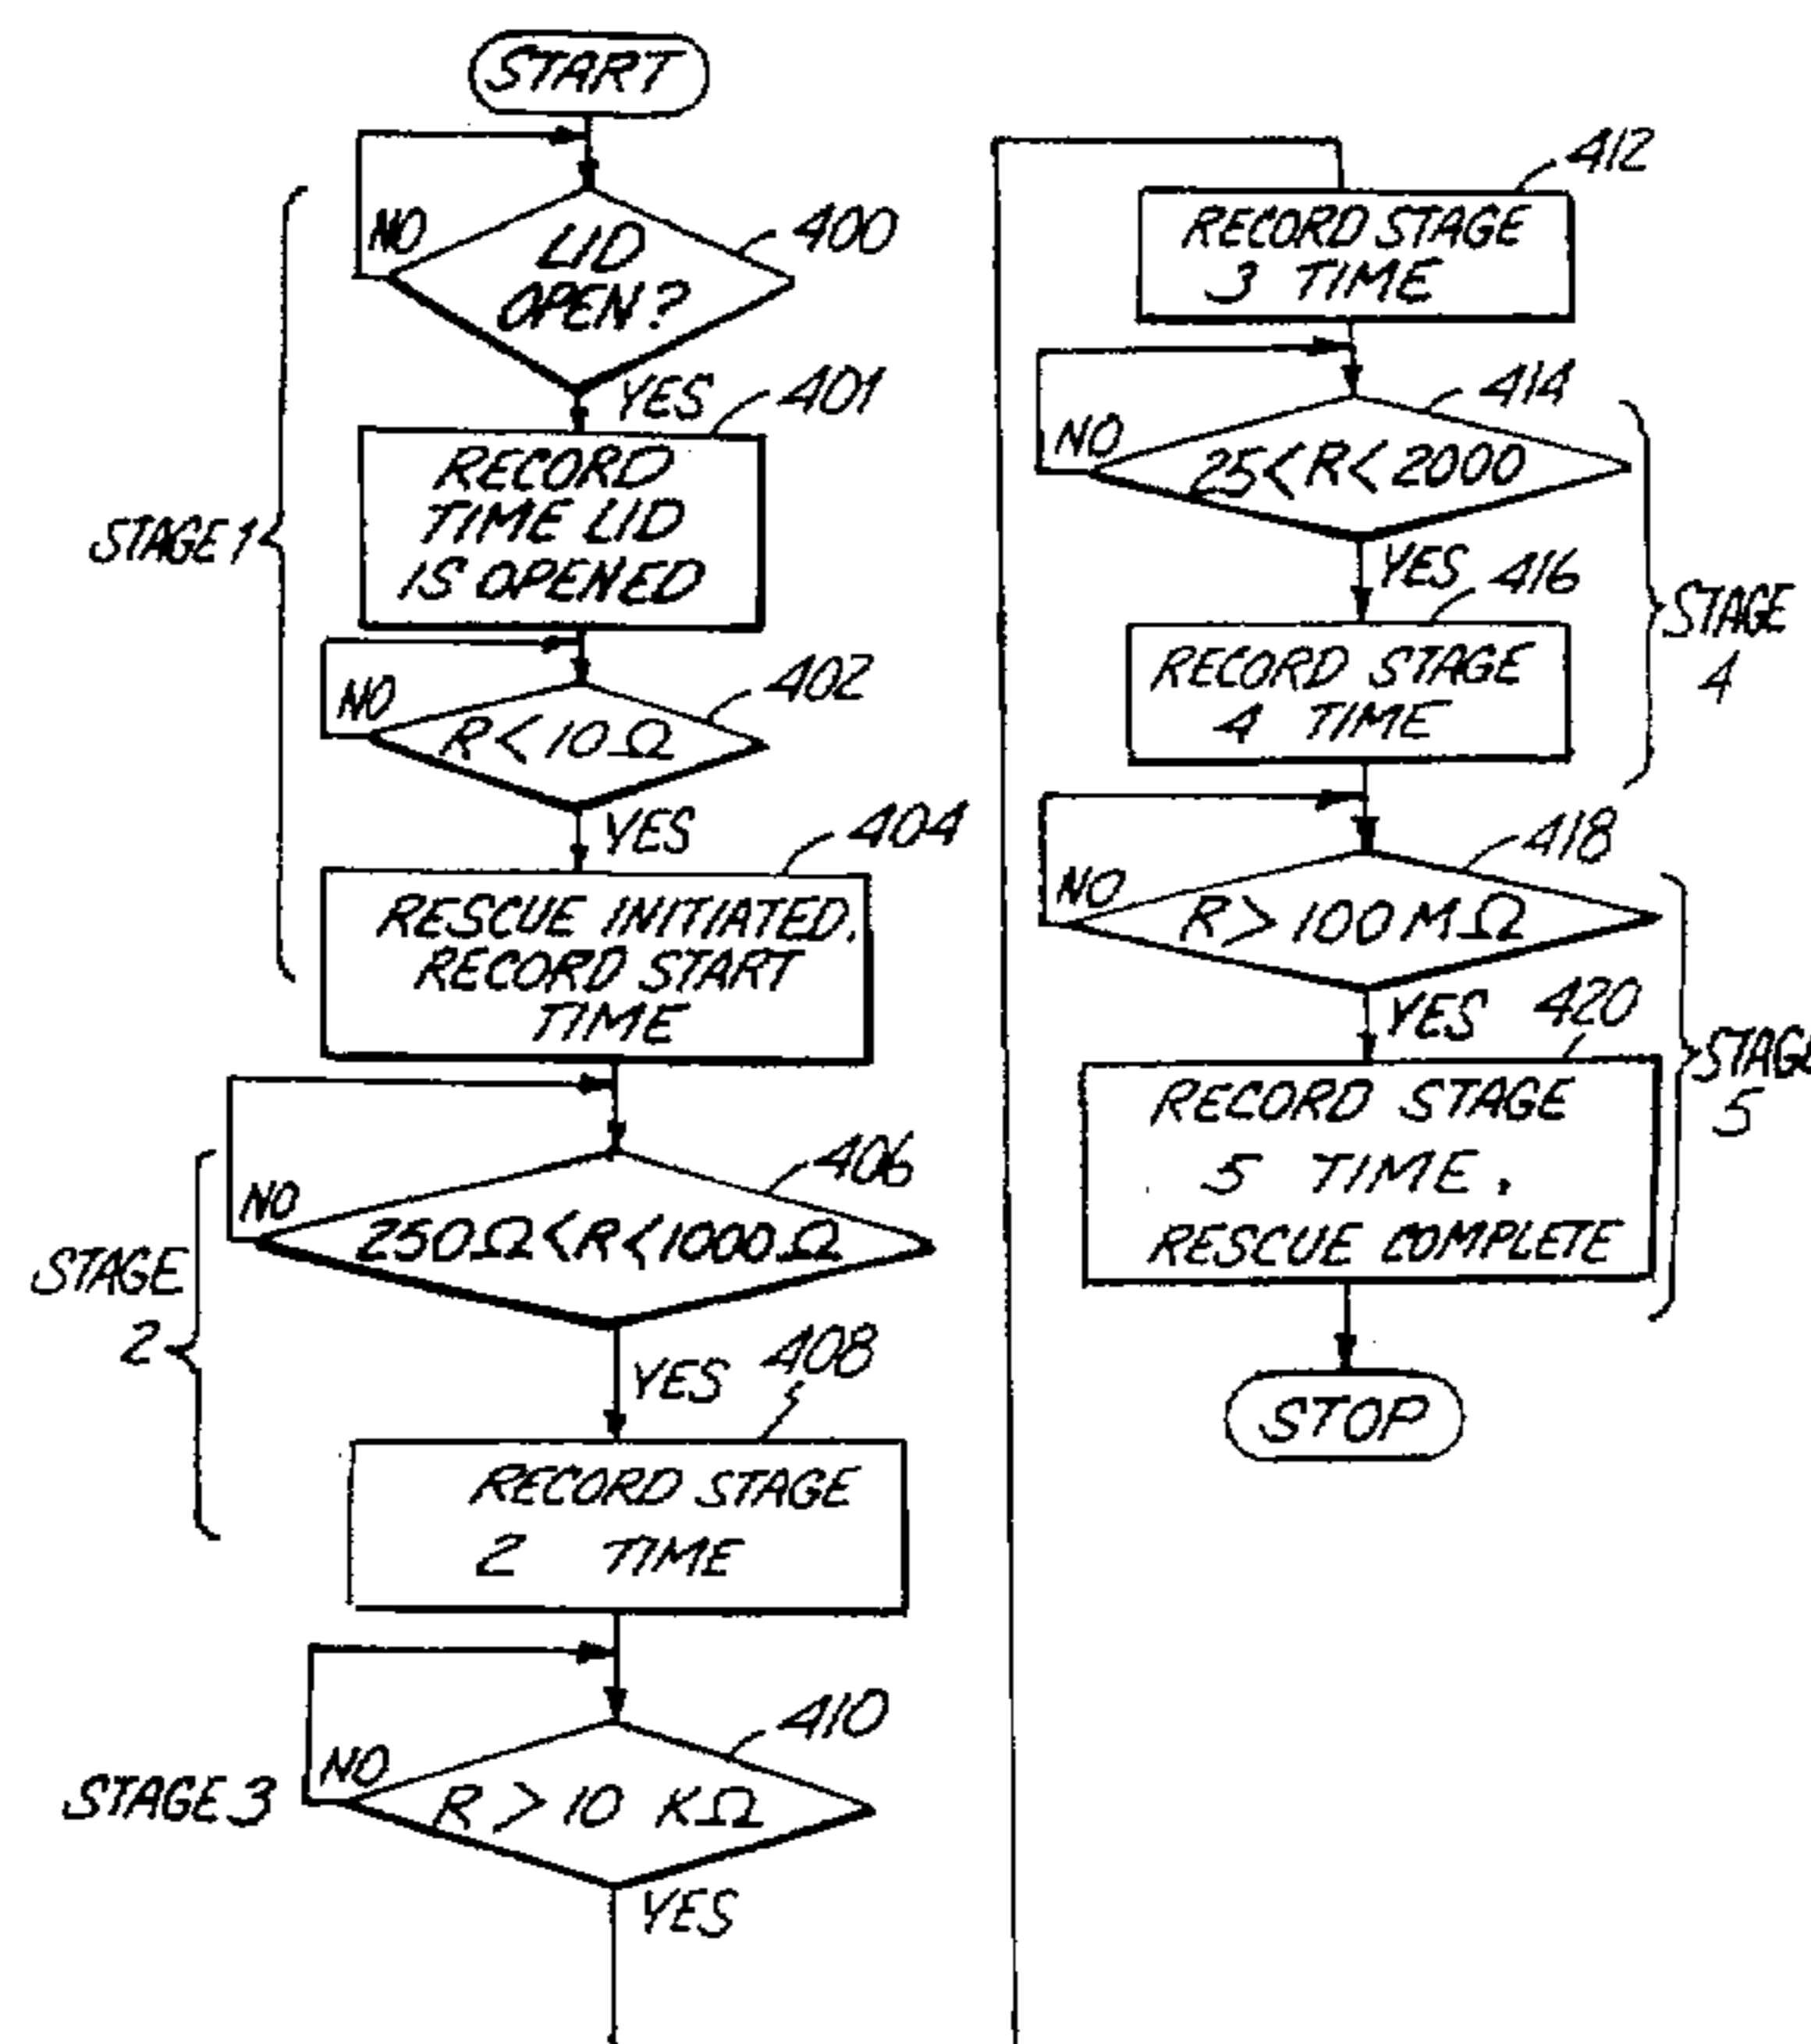 START
NO
LID
OPEN?
400
YES
401
RECORD
TIME LID
IS OPENED
STAGE 1
NO
R < 10 Ω
402
YES
404
RESCUE INITIATED.
RECORD START
TIME
NO
250Ω < R < 1000Ω
406
STAGE
2
YES
408
RECORD STAGE
2 TIME
STAGE 3
NO
R > 10 KΩ
410
YES
412
RECORD STAGE
3 TIME
NO
25 < R < 2000
414
YES
416
RECORD STAGE
4 TIME
STAGE
4
NO
R > 100 MΩ
418
YES
420
RECORD STAGE
5 TIME.
RESCUE COMPLETE
STAGE
5
STOP